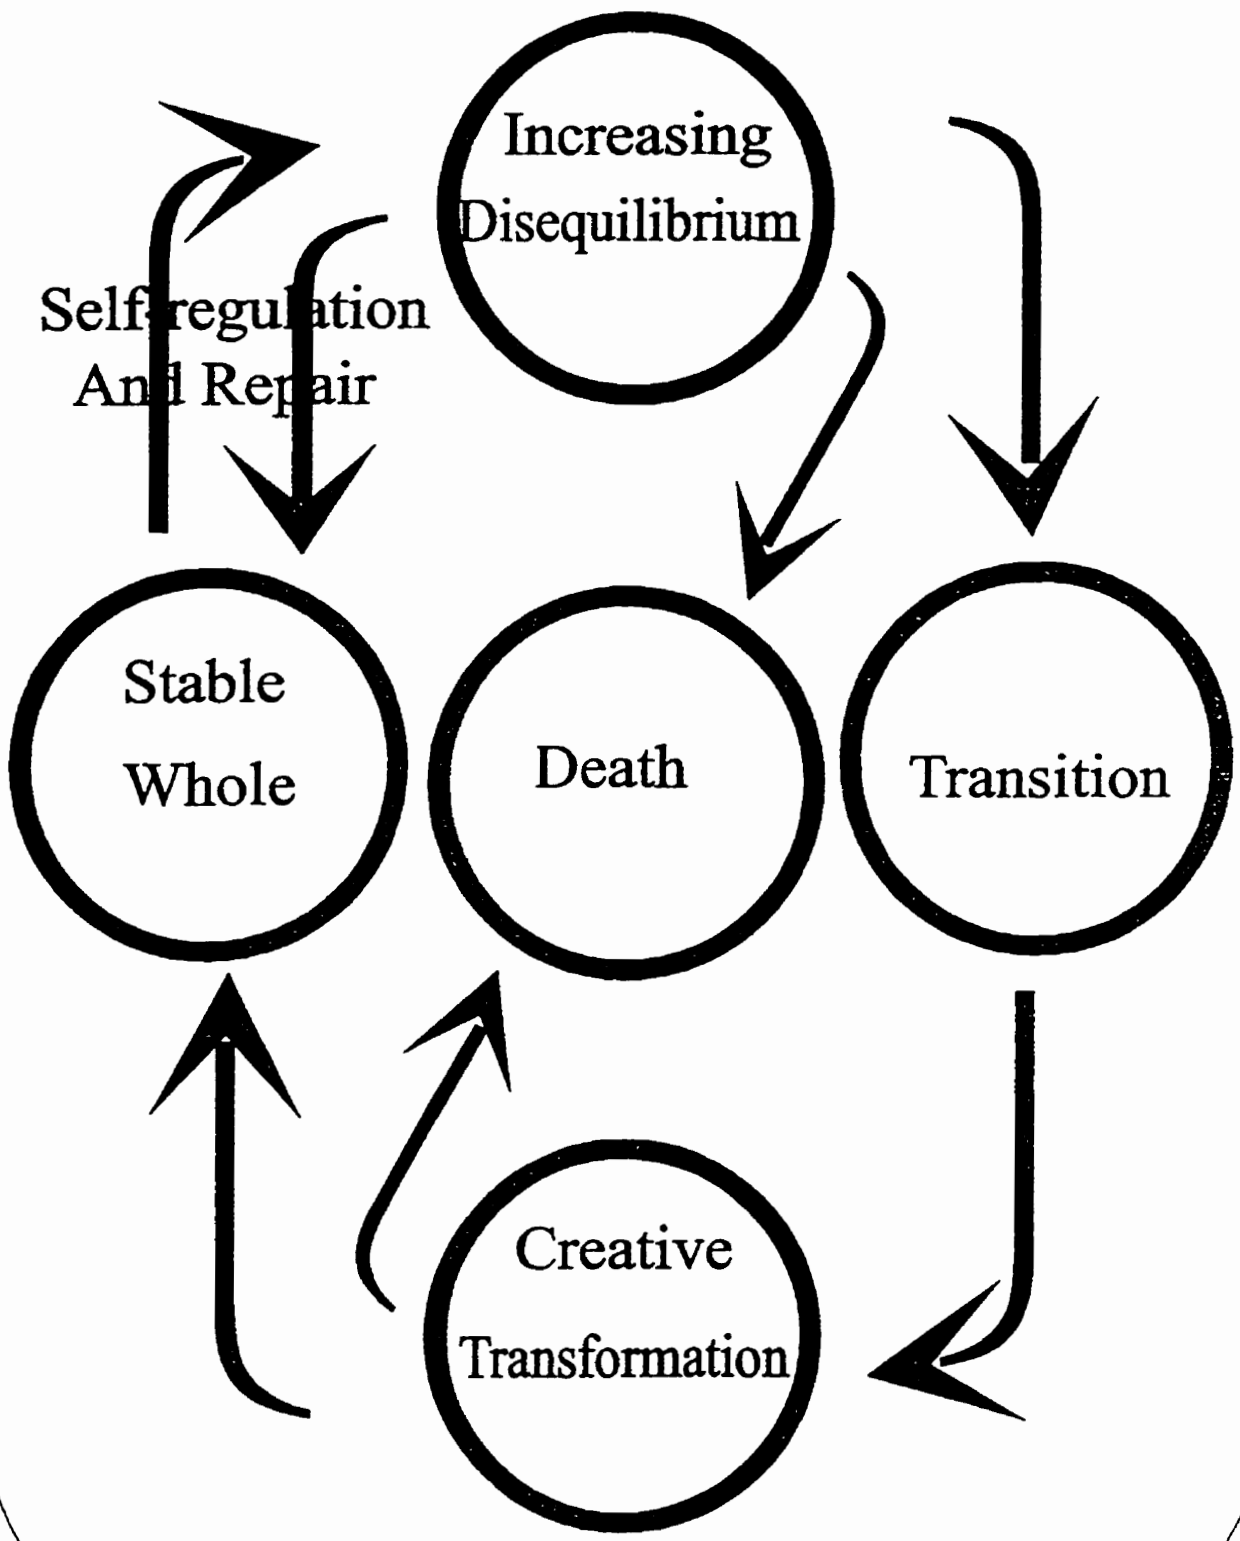 Increasing
Disequilibrium
Self-regulation
And Repair
Stable
Whole
Death
Transition
Creative
Transformation